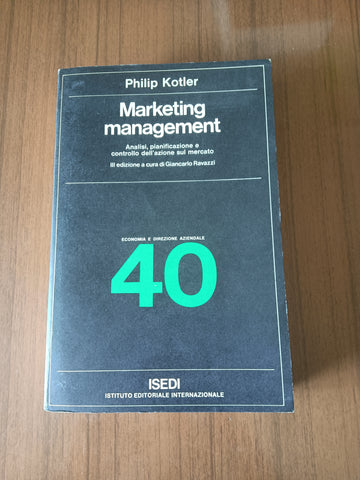 Philip Kotler
Marketing
management
Analisi, pianificazione e
controllo dell'azione sul mercato
III edizione a cura di Giancarlo Ravazzi
ECONOMIA E DIREZIONE AZIENDALE
40
ISEDI
ISTITUTO EDITORIALE INTERNAZIONALE